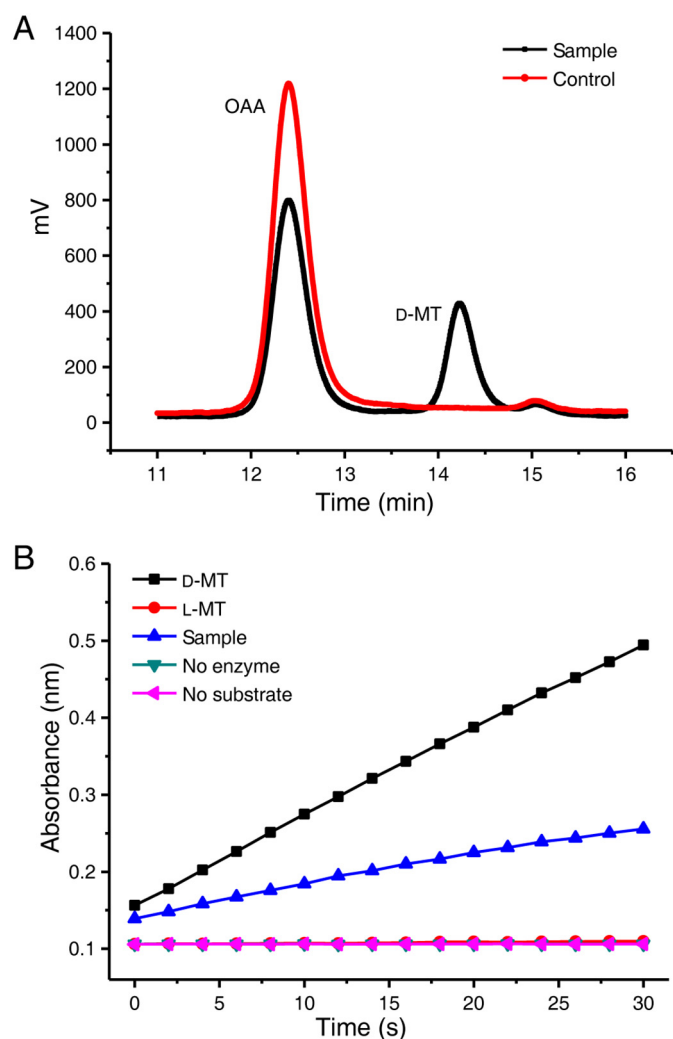 A
1400
1200
1000
800
600
400
200
0
mV
OAA
D-MT
Sample
Control
11
12
13
14
15
16
Time (min)
B
0.6
0.5
0.4
0.3
0.2
0.1
Absorbance (nm)
D-MT
L-MT
Sample
No enzyme
No substrate
0
5
10
15
20
25
30
Time (s)